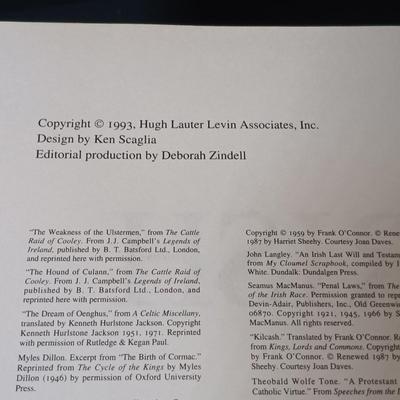 Copyright © 1993, Hugh Lauter Levin Associates, Inc.
Design by Ken Scaglia
Editorial production by Deborah Zindell
"The Weakness of the Ulstermen," from The Cattle
Raid of Cooley. From J.J. Campbell's Legends of
Ireland, published by B. T. Batsford Ltd., London,
and reprinted here with permission.
"The Hound of Culann," from The Cattle Raid of
Cooley. From J. J. Campbell's Legends of Ireland,
published by B. T. Batsford Ltd., London, and
reprinted here with permission.
"The Dream of Oenghus," from A Celtic Miscellany,
translated by Kenneth Hurlstone Jackson. Copyright
Kenneth Hurlstone Jackson 1951, 1971. Reprinted
with permission of Rutledge & Kegan Paul.
Myles Dillon. Excerpt from "The Birth of Cormac."
Reprinted from The Cycle of the Kings by Myles
Dillon (1946) by permission of Oxford University
Press.
Copyright © 1959 by Frank O'Connor. © Rene
1987 by Harriet Sheehy. Courtesy Joan Daves.
John Langley. "An Irish Last Will and Testame
from My Cloumel Scrapbook, compiled by
White. Dundalk: Dundalgen Press.
Seamus MacManus. "Penal Laws," from The
of the Irish Race. Permission granted to repr
Devin-Adair, Publishers, Inc., Old
06870. Copyright 1921, 1945, 1966 by S
MacManus. All rights reserved.
"Kilcash." Translated by Frank O'Connor. R
from Kings, Lords and Commons. Copyright
by Frank O'Connor. © Renewed 1987 by
Sheehy. Courtesy Joan Daves.
Theobald Wolfe Tone. "A Protestant
Catholic Virtue." From Speeches from the